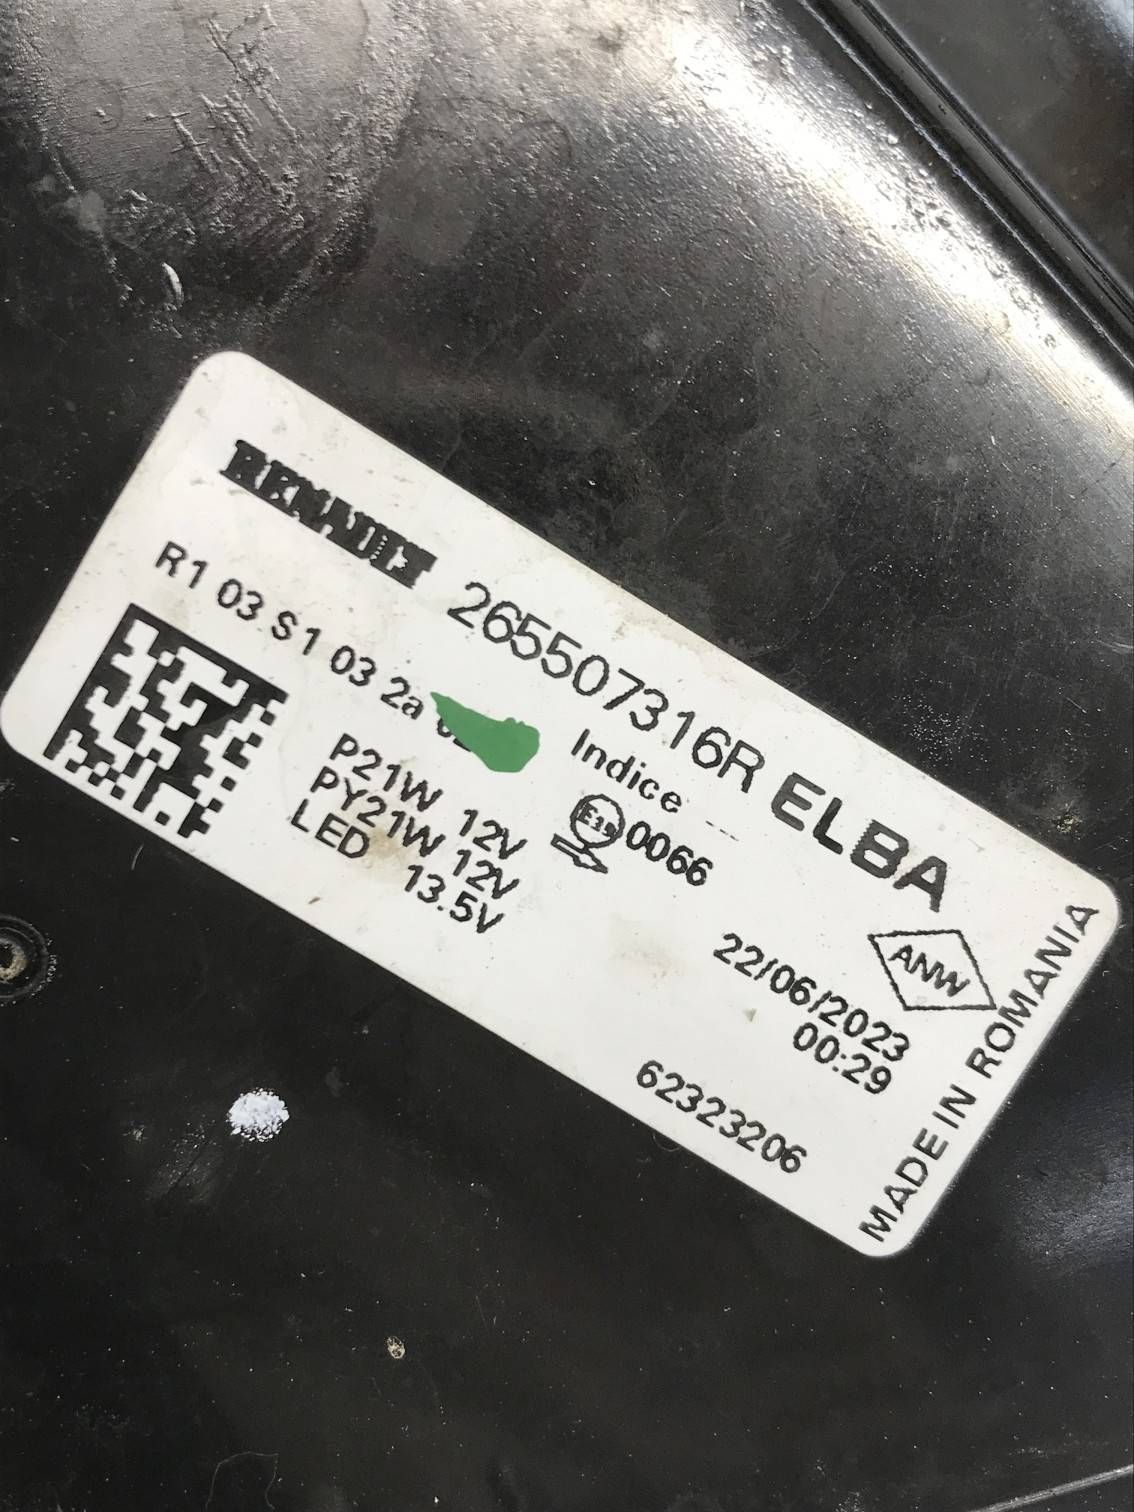 RENAULT 265507316R ELBA
R1 03 S1 03 2a
Indice ---
E19 0066
P21W 12V
PY21W 12V
LED 13.5V
22/06/2023
00:29
62323206
MADE IN ROMANIA